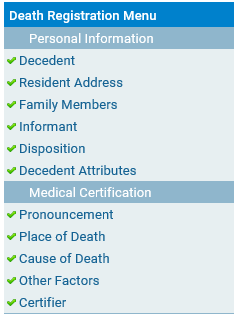 Death Registration Menu
Personal Information
Decedent
Resident Address
Family Members
Informant
Disposition
Decedent Attributes
Medical Certification
Pronouncement
Place of Death
Cause of Death
Other Factors
Certifier